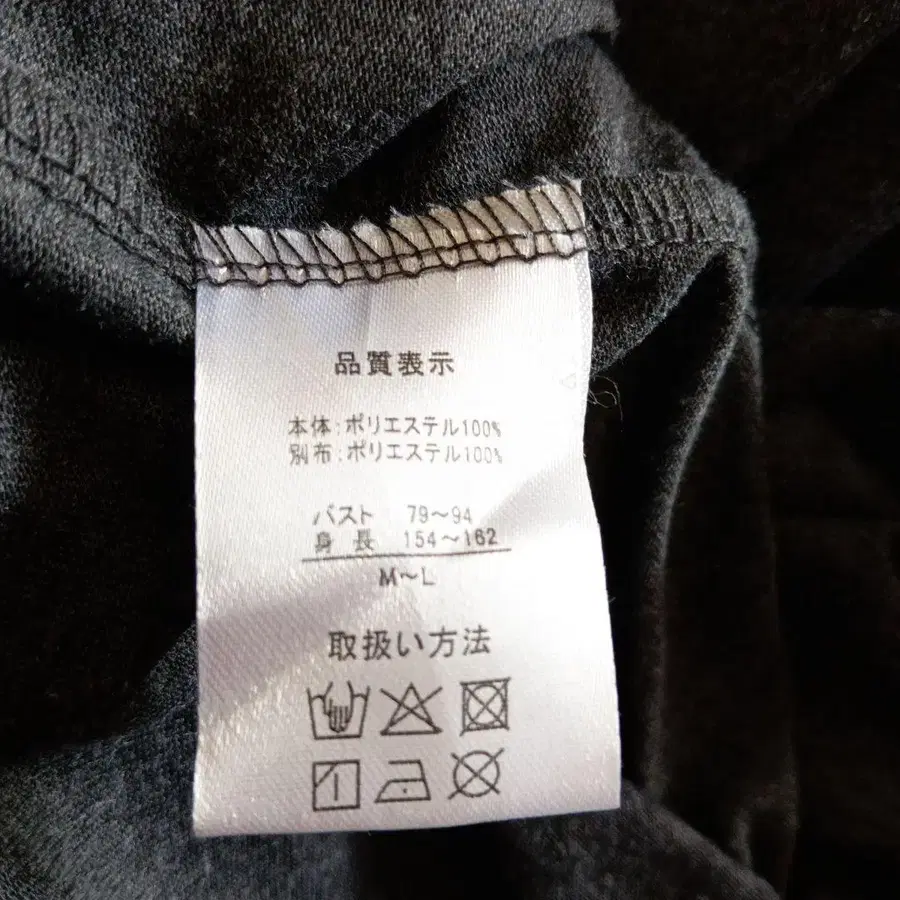 品質表示
本体:ポリエステル100%
別布:ポリエステル100%
バスト 79〜94
身長 154〜162
M〜L
取扱い方法